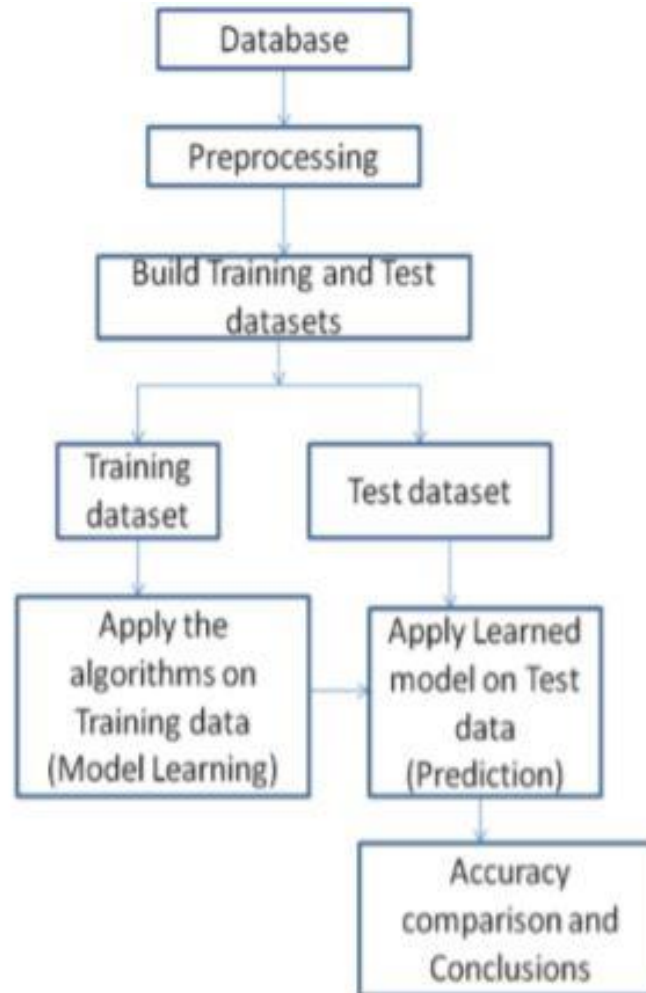 Database
Preprocessing
Build Training and Test
datasets
Training
dataset
Test dataset
Apply the
algorithms on
Training data
(Model Learning)
Apply Learned
model on Test
data
(Prediction)
Accuracy
comparison and
Conclusions